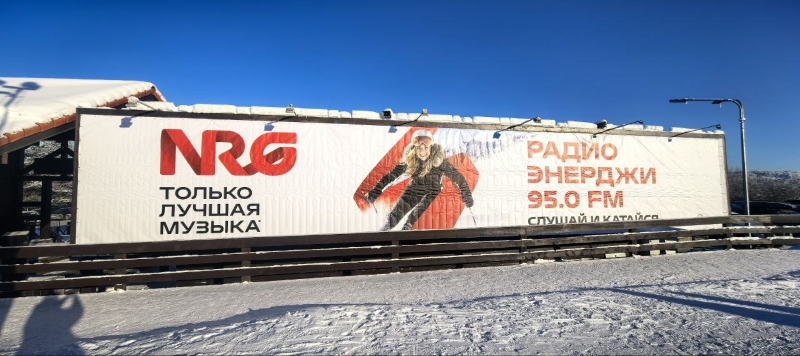 NRG
ТОЛЬКО
ЛУЧШАЯ
МУЗЫКА*
РАДИО
ЭНЕРДЖИ
95.0 FM
СЛУШАЙ И КАТАЙСЯ